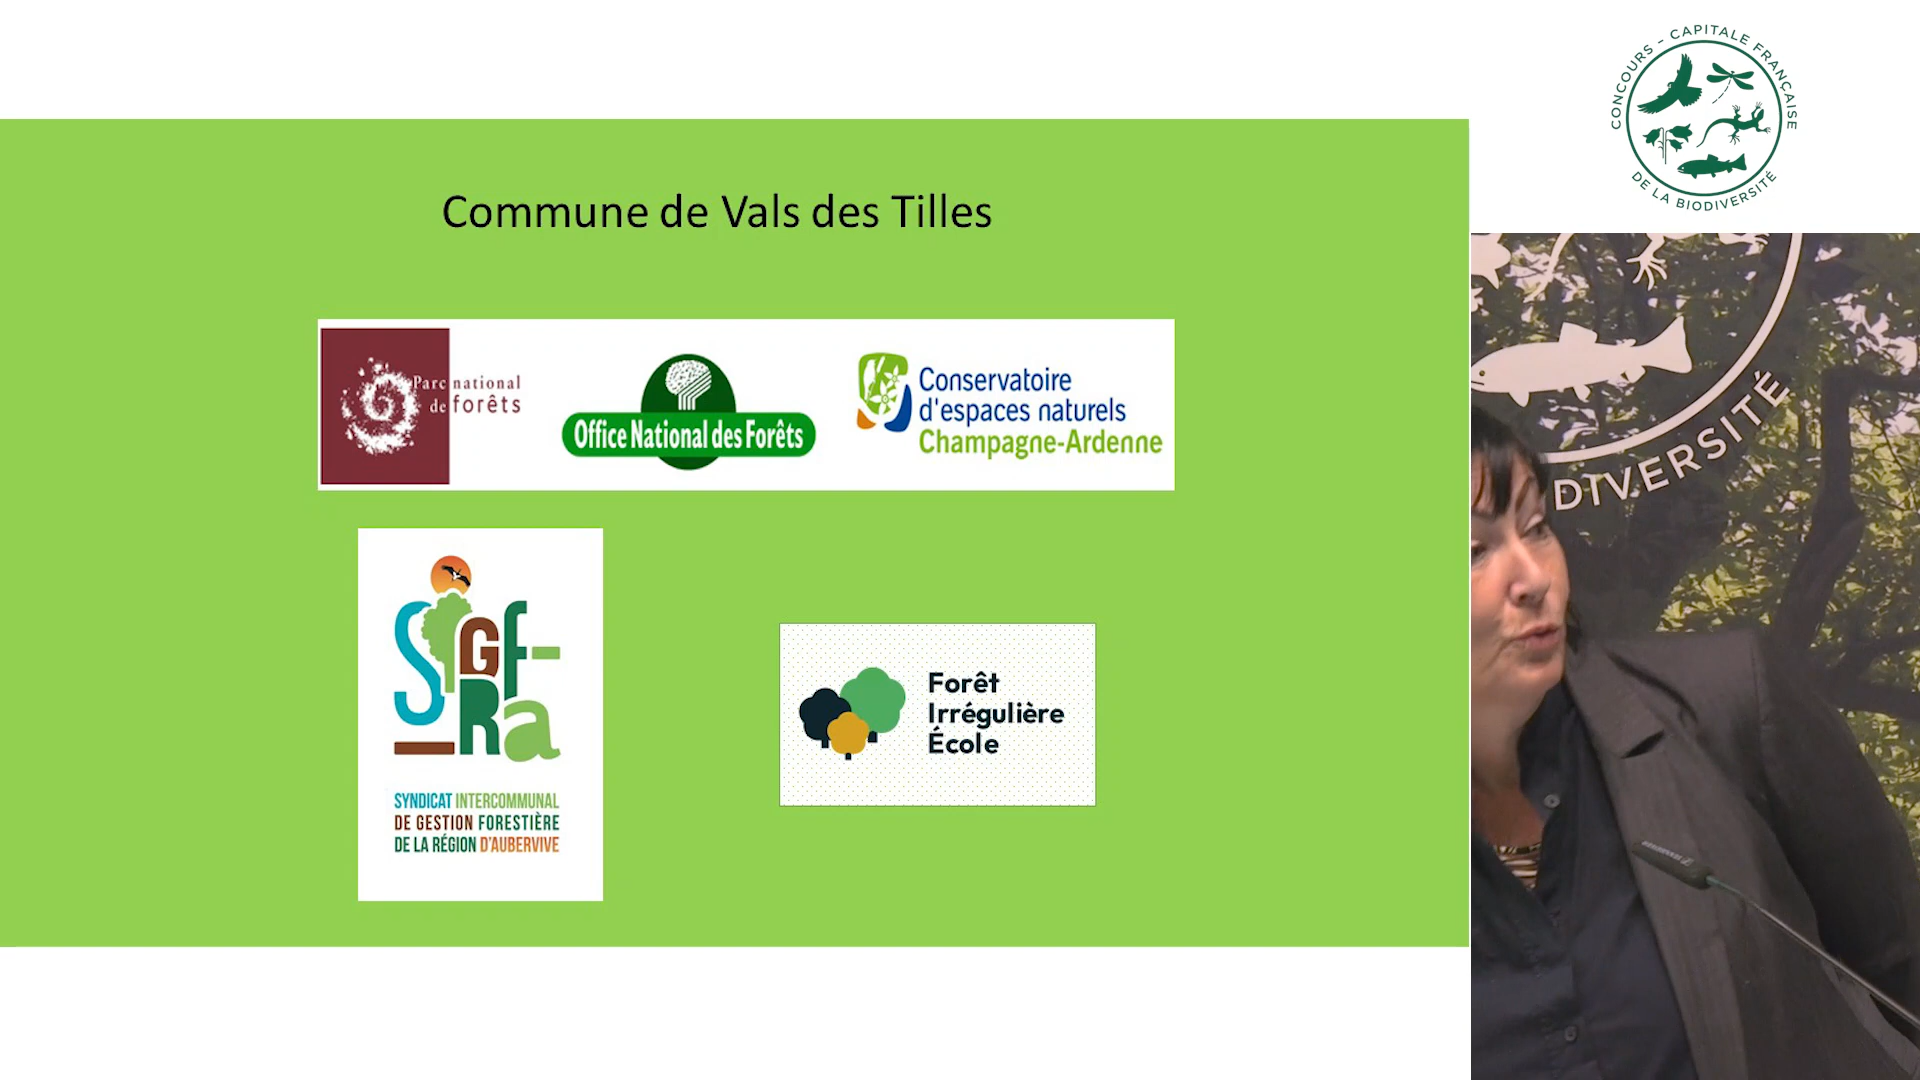 CONCOURS - CAPITALE FRANÇAISE
DE LA BIODIVERSITÉ
Commune de Vals des Tilles
Parc national
de forêts
Office National des Forêts
Conservatoire
d'espaces naturels
Champagne-Ardenne
SIGF-
Ra
SYNDICAT INTERCOMMUNAL
DE GESTION FORESTIÈRE
DE LA RÉGION D'AUBERVIVE
Forêt
Irrégulière
École
DIVERSITÉ
SENNHEISER